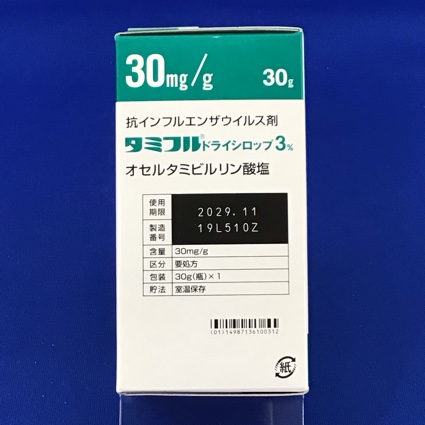 30mg/g 30g
抗インフルエンザウイルス剤
タミフル®ドライシロップ3%
オセルタミビルリン酸塩
使用期限 2029.11
製造番号 19L510Z
含量 30mg/g
区分 要処方
包装 30g(瓶)×1
貯法 室温保存
(01)14987136100312
紙